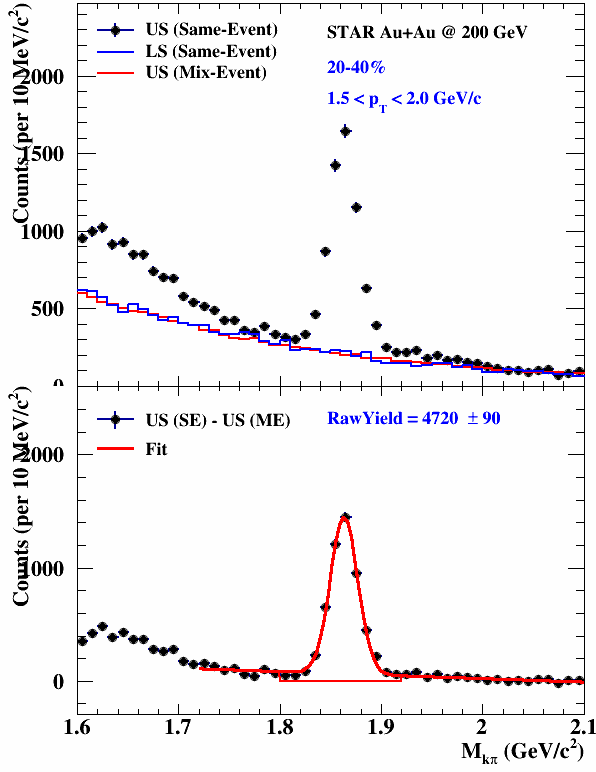 US (Same-Event)
LS (Same-Event)
US (Mix-Event)
STAR Au+Au @ 200 GeV
20-40%
1.5 < p_T < 2.0 GeV/c
Counts (per 10 MeV/c²)
2000
1500
1000
500
0
US (SE) - US (ME)
Fit
RawYield = 4720 ± 90
Counts (per 10 MeV/c²)
2000
1000
0
1.6 1.7 1.8 1.9 2 2.1
M_kπ (GeV/c²)